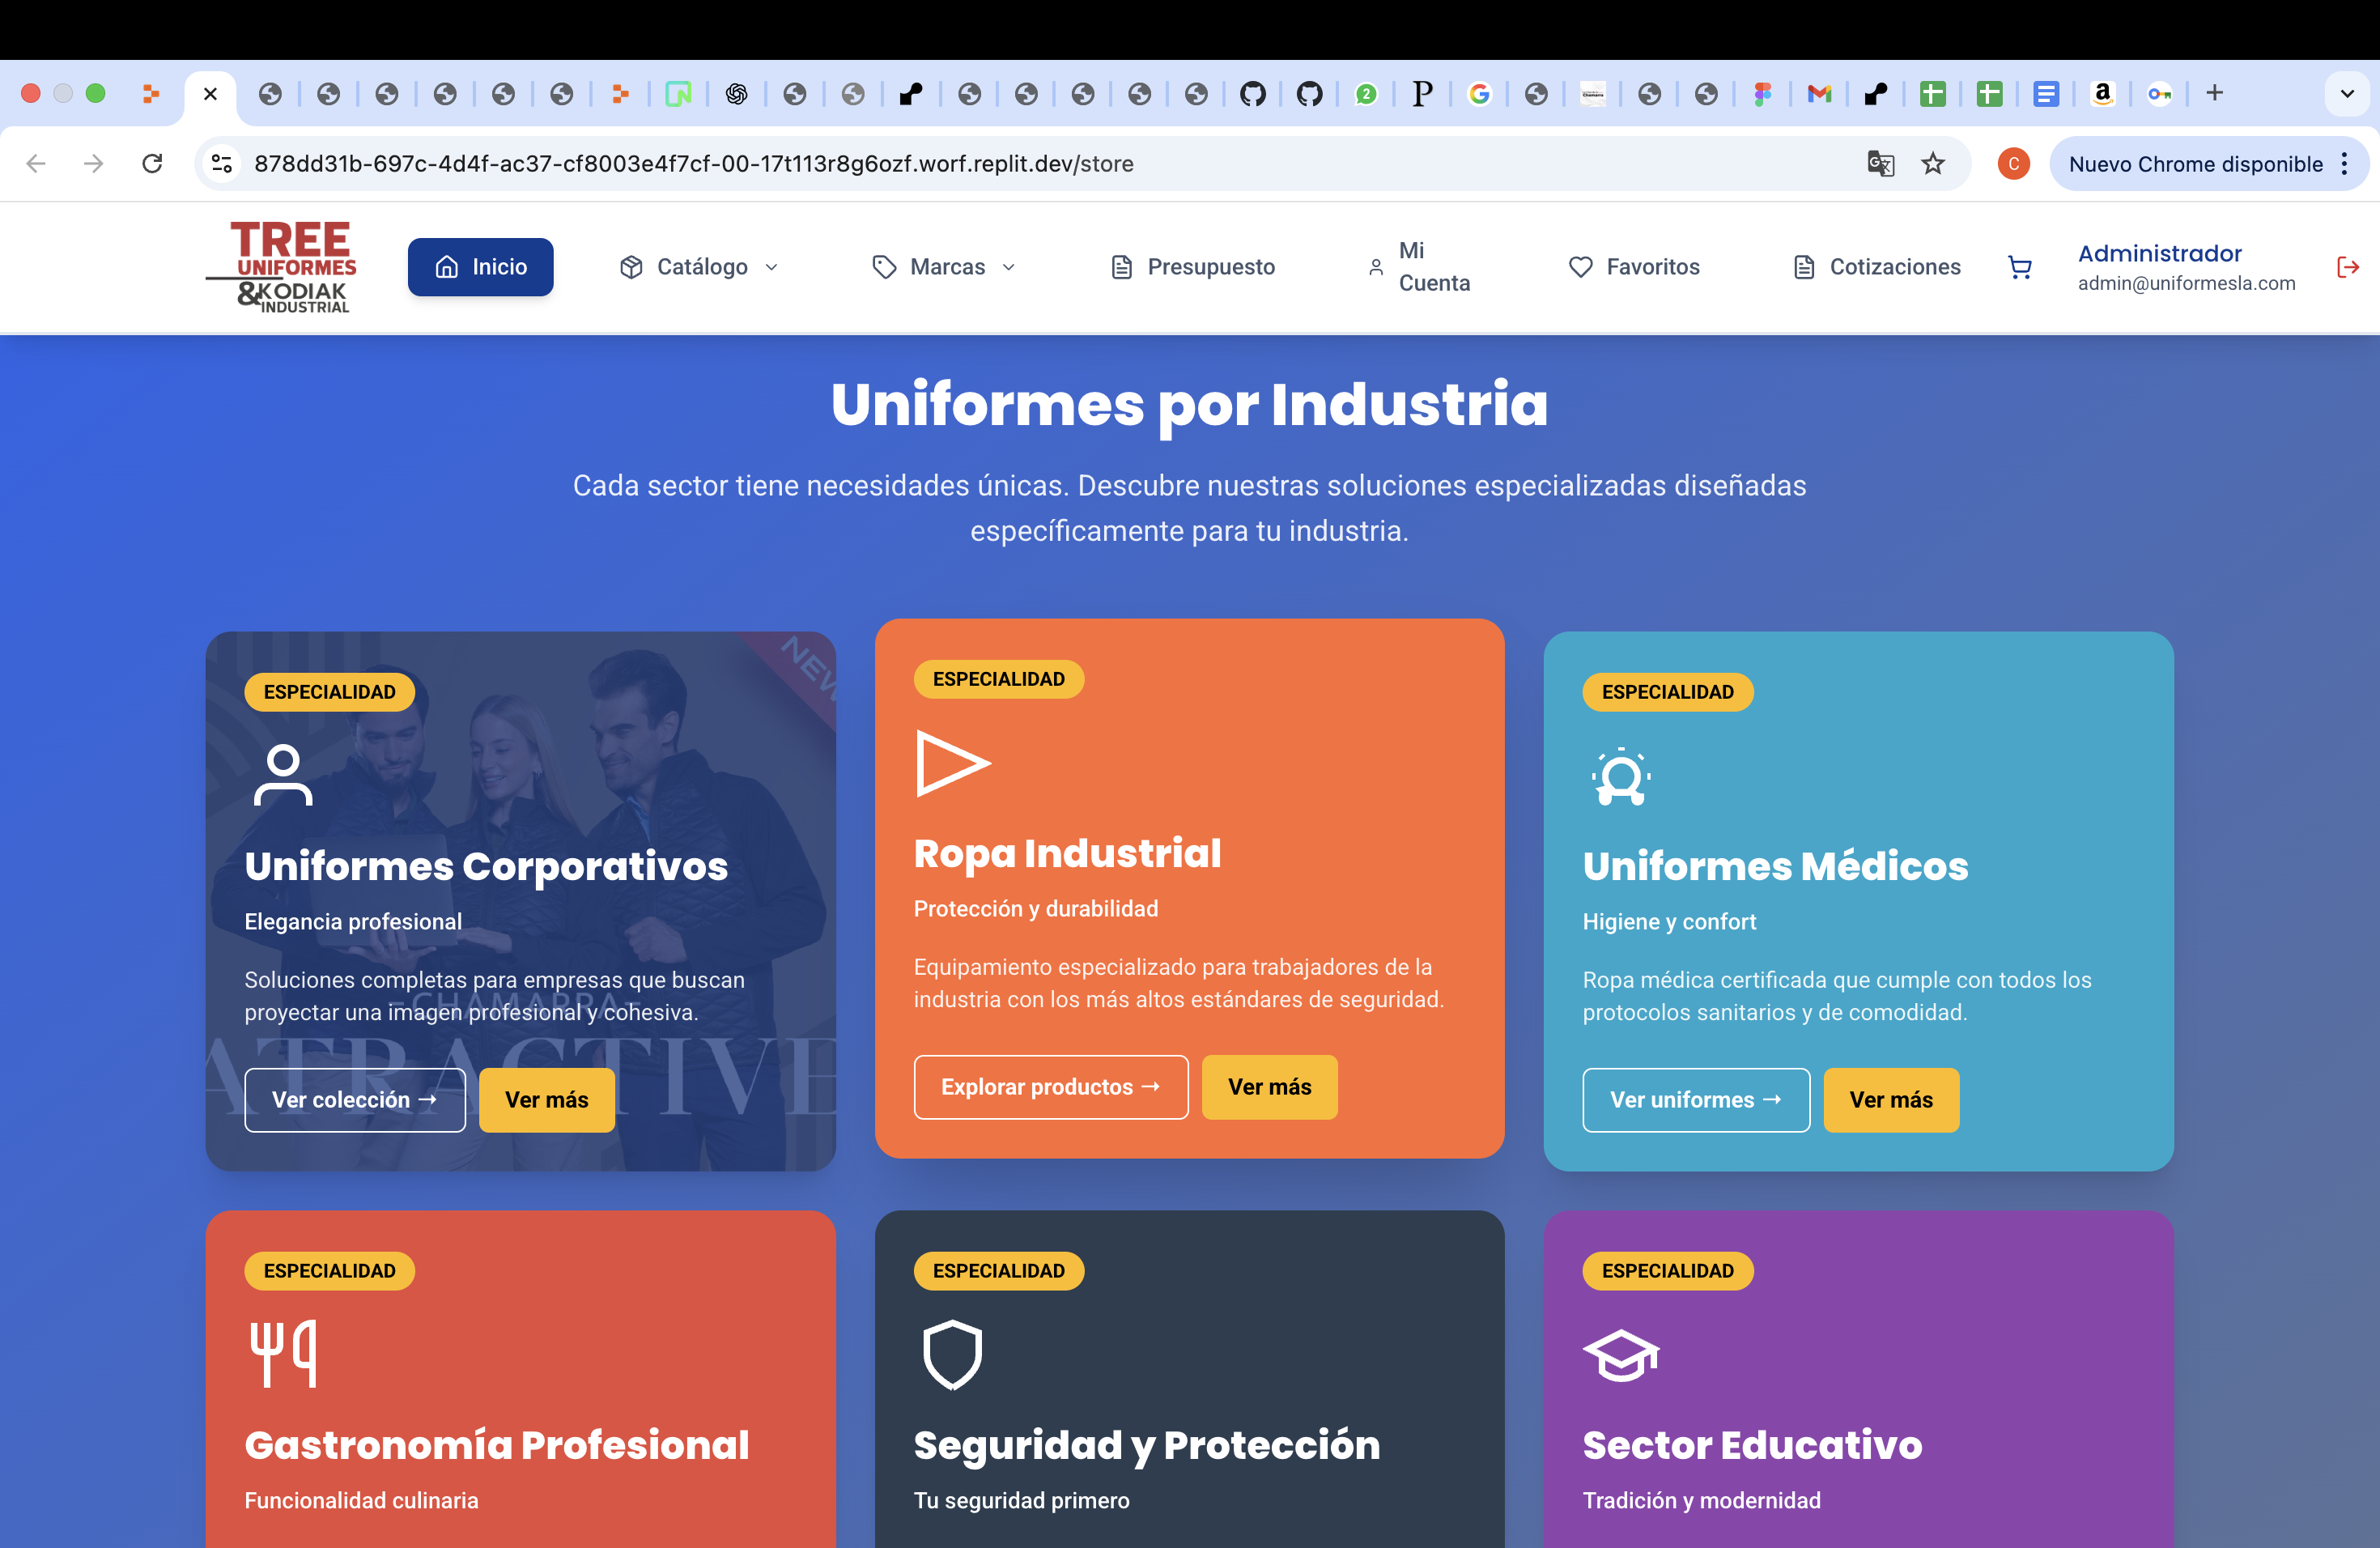 878dd31b-697c-4d4f-ac37-cf8003e4f7cf-00-17t113r8g6ozf.worf.replit.dev/store
Nuevo Chrome disponible
C
2
TREE
UNIFORMES
&KODIAK
INDUSTRIAL
Inicio
Catálogo
Marcas
Presupuesto
Mi
Cuenta
Favoritos
Cotizaciones
Administrador
admin@uniformesla.com
Uniformes por Industria
Cada sector tiene necesidades únicas. Descubre nuestras soluciones especializadas diseñadas
específicamente para tu industria.
NEW
ESPECIALIDAD
Uniformes Corporativos
Elegancia profesional
Soluciones completas para empresas que buscan
proyectar una imagen profesional y cohesiva.
-CHAMARRA-
ATRACTIVE
Ver colección →
Ver más
ESPECIALIDAD
Ropa Industrial
Protección y durabilidad
Equipamiento especializado para trabajadores de la
industria con los más altos estándares de seguridad.
Explorar productos →
Ver más
ESPECIALIDAD
Uniformes Médicos
Higiene y confort
Ropa médica certificada que cumple con todos los
protocolos sanitarios y de comodidad.
Ver uniformes →
Ver más
ESPECIALIDAD
Gastronomía Profesional
Funcionalidad culinaria
ESPECIALIDAD
Seguridad y Protección
Tu seguridad primero
ESPECIALIDAD
Sector Educativo
Tradición y modernidad